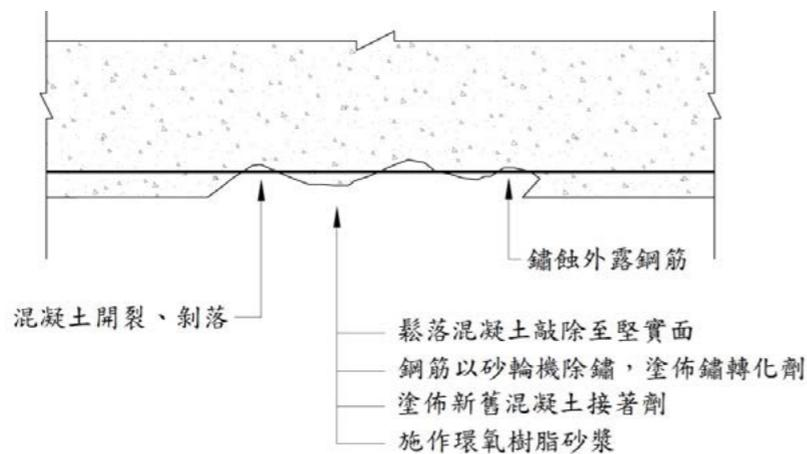 鏽蝕外露鋼筋
混凝土開裂、剝落
鬆落混凝土敲除至堅實面
鋼筋以砂輪機除鏽，塗佈鏽轉化劑
塗佈新舊混凝土接著劑
施作環氧樹脂砂漿